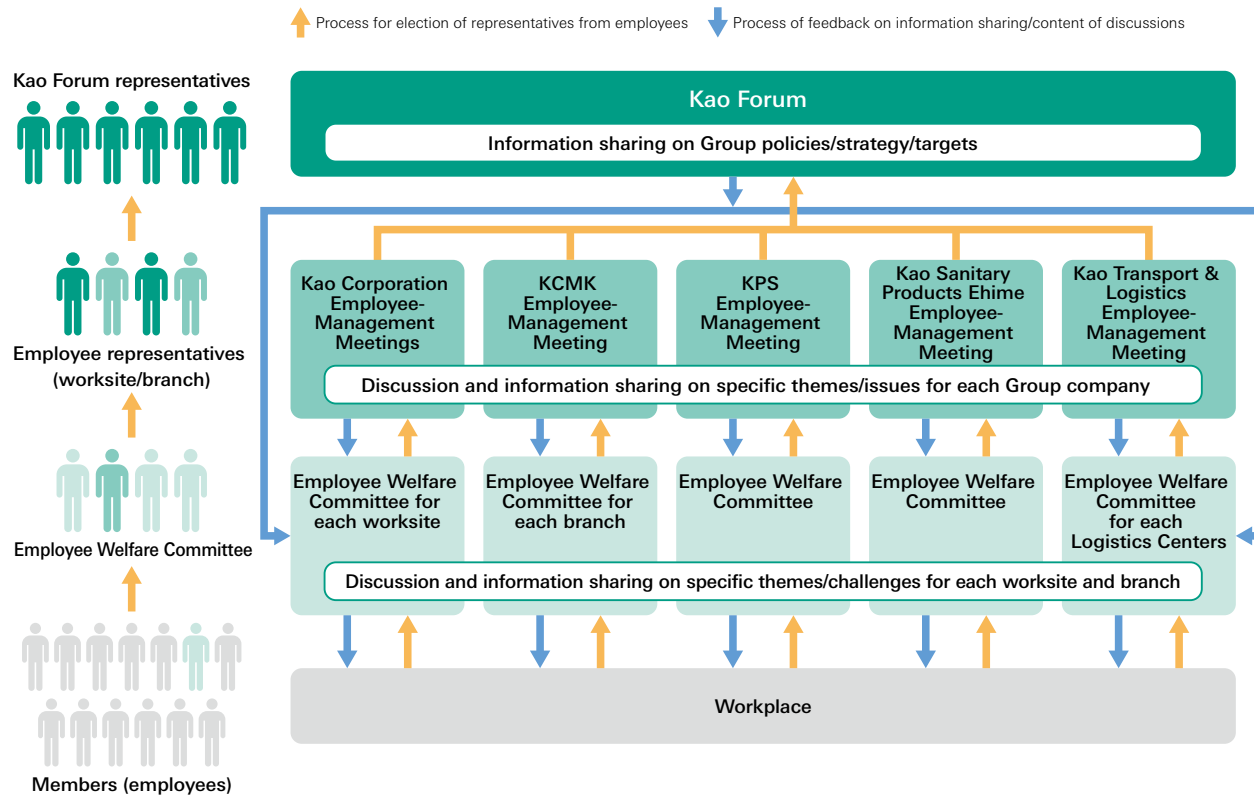 Process for election of representatives from employees
Process of feedback on information sharing/content of discussions
Kao Forum representatives
Employee representatives
(worksite/branch)
Employee Welfare Committee
Members (employees)
Kao Forum
Information sharing on Group policies/strategy/targets
Kao Corporation
Employee-
Management
Meetings
KCMK
Employee-
Management
Meeting
KPS
Employee-
Management
Meeting
Kao Sanitary
Products Ehime
Employee-
Management
Meeting
Kao Transport &
Logistics
Employee-
Management
Meeting
Discussion and information sharing on specific themes/issues for each Group company
Employee Welfare
Committee for
each worksite
Employee Welfare
Committee for
each branch
Employee Welfare
Committee
Employee Welfare
Committee
Employee Welfare
Committee
for each
Logistics Centers
Discussion and information sharing on specific themes/challenges for each worksite and branch
Workplace